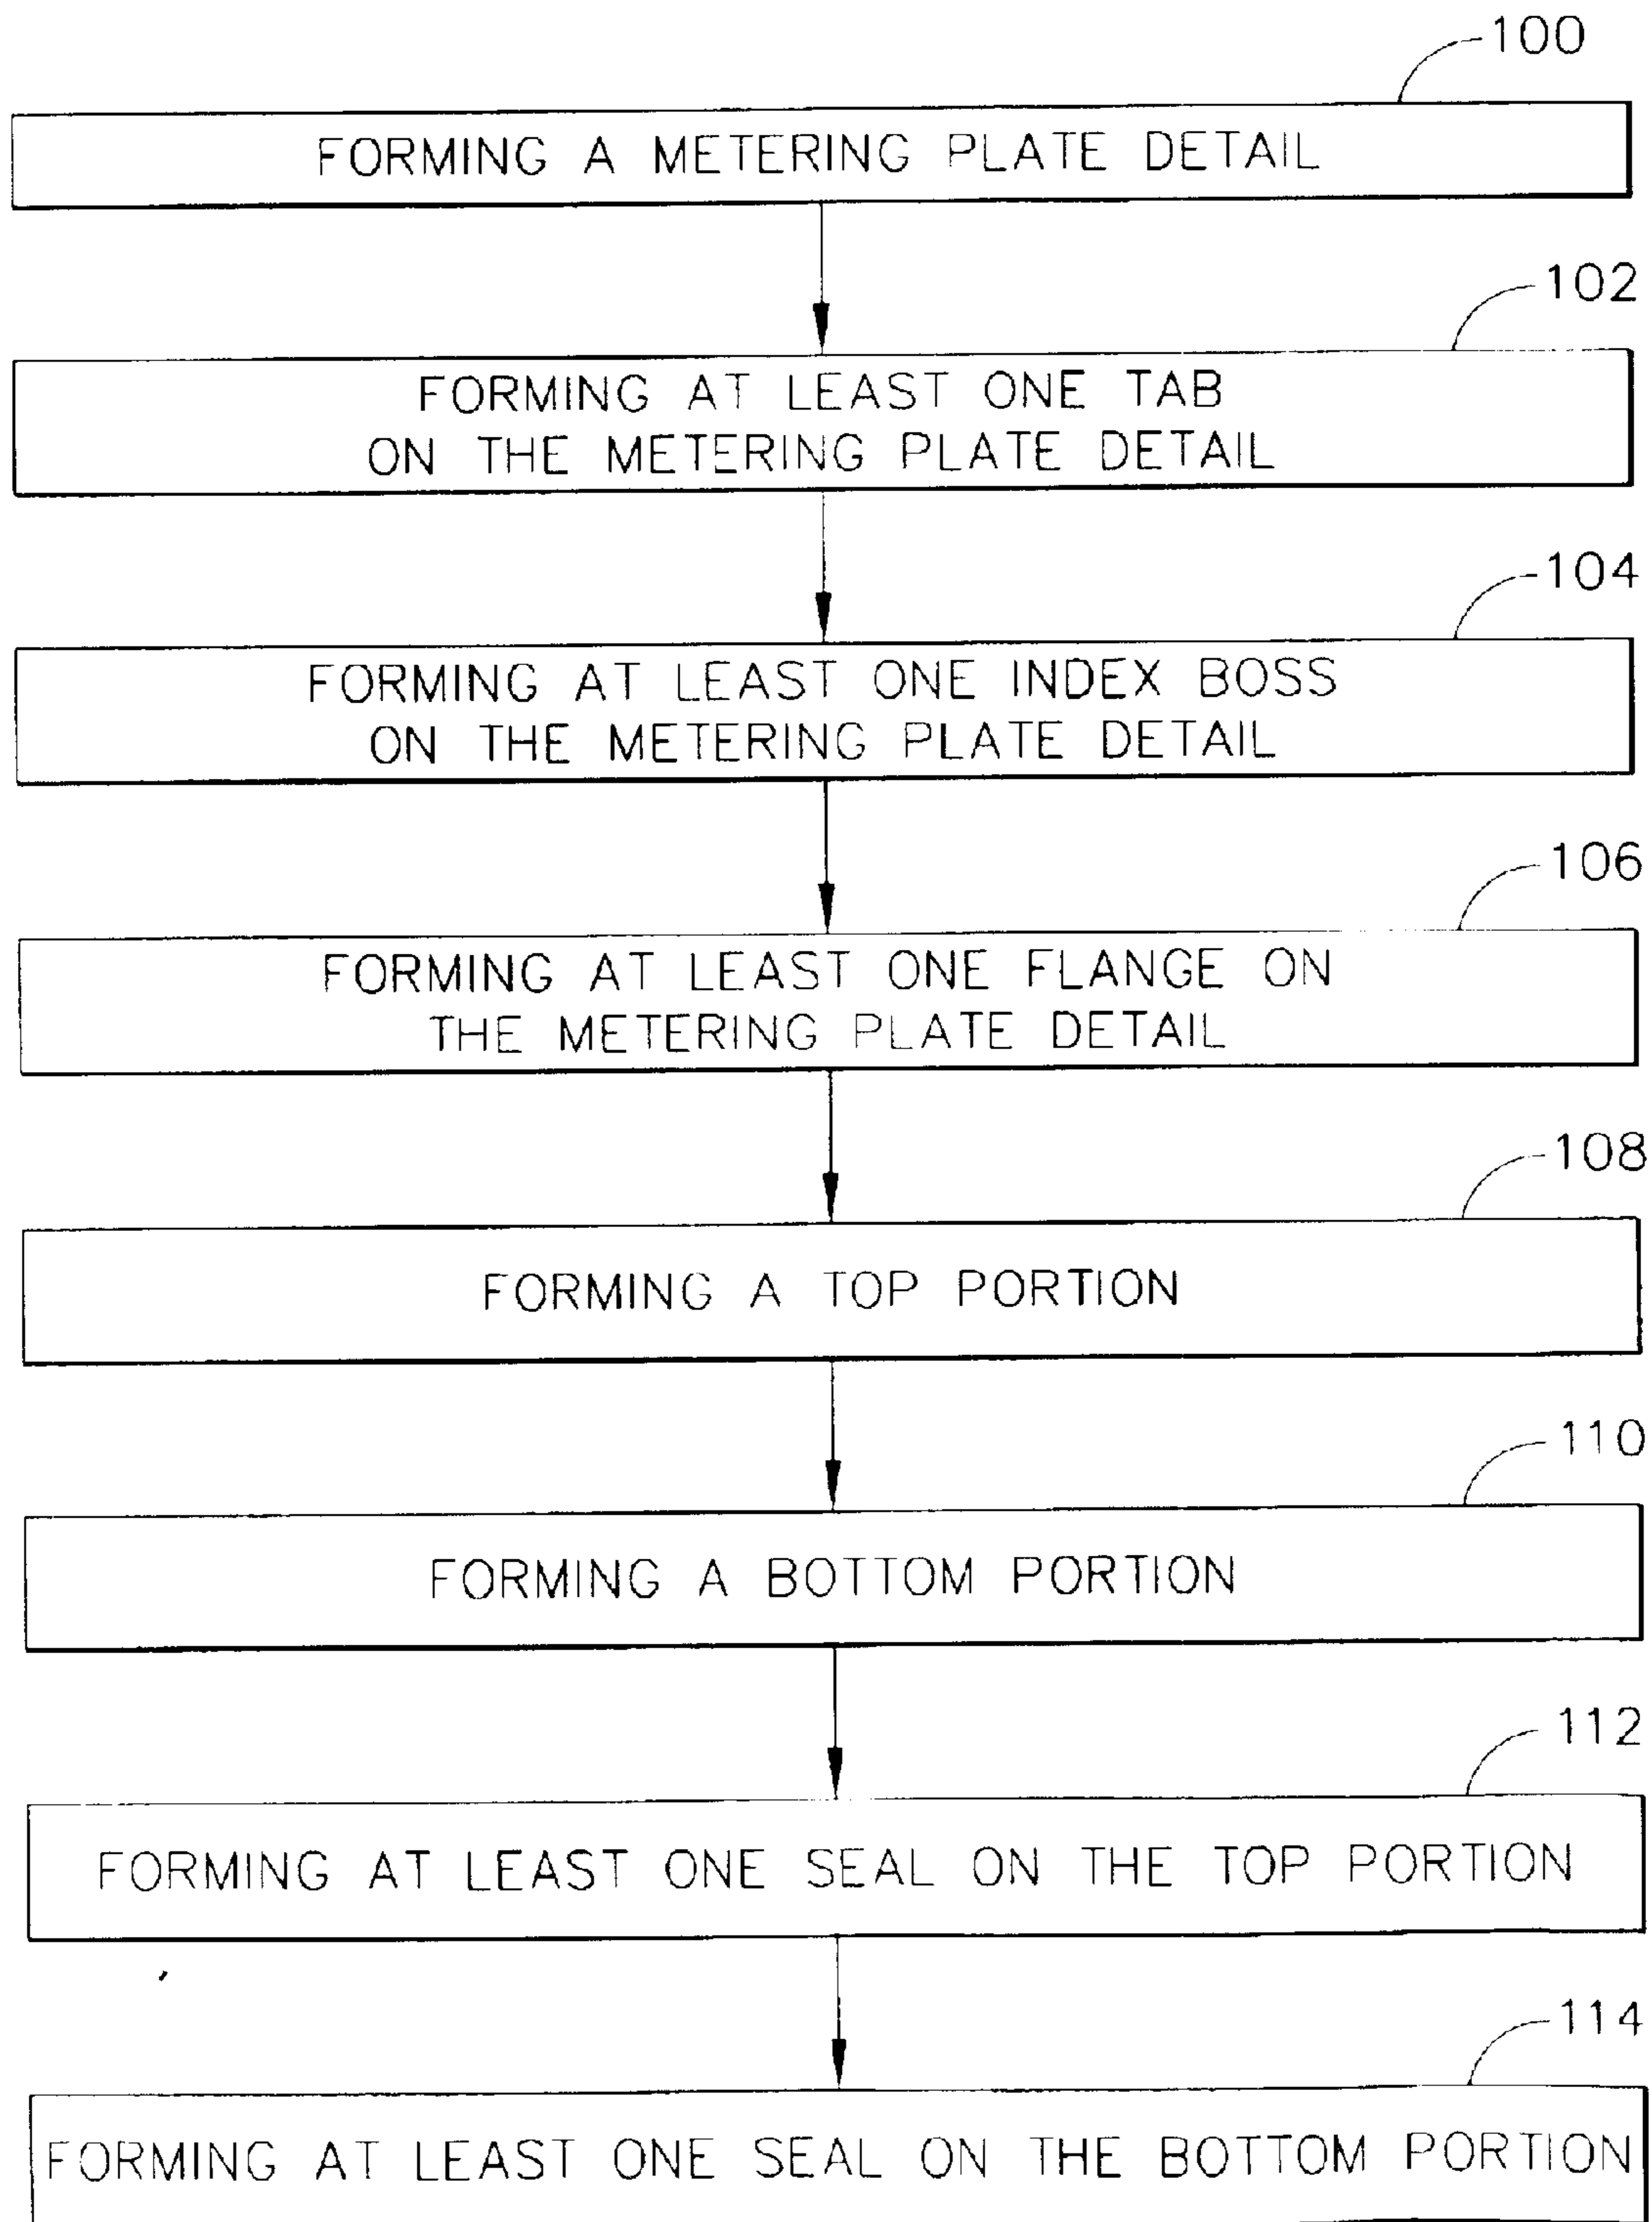 100
FORMING A METERING PLATE DETAIL
102
FORMING AT LEAST ONE TAB
ON THE METERING PLATE DETAIL
104
FORMING AT LEAST ONE INDEX BOSS
ON THE METERING PLATE DETAIL
106
FORMING AT LEAST ONE FLANGE ON
THE METERING PLATE DETAIL
108
FORMING A TOP PORTION
110
FORMING A BOTTOM PORTION
112
FORMING AT LEAST ONE SEAL ON THE TOP PORTION
114
FORMING AT LEAST ONE SEAL ON THE BOTTOM PORTION